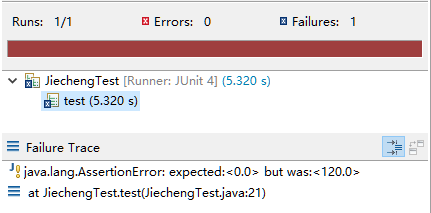 Runs: 1/1 Errors: 0 Failures: 1
JiechengTest [Runner: JUnit 4] (5.320 s)
test (5.320 s)
Failure Trace
java.lang.AssertionError: expected:<0.0> but was:<120.0>
at JiechengTest.test(JiechengTest.java:21)